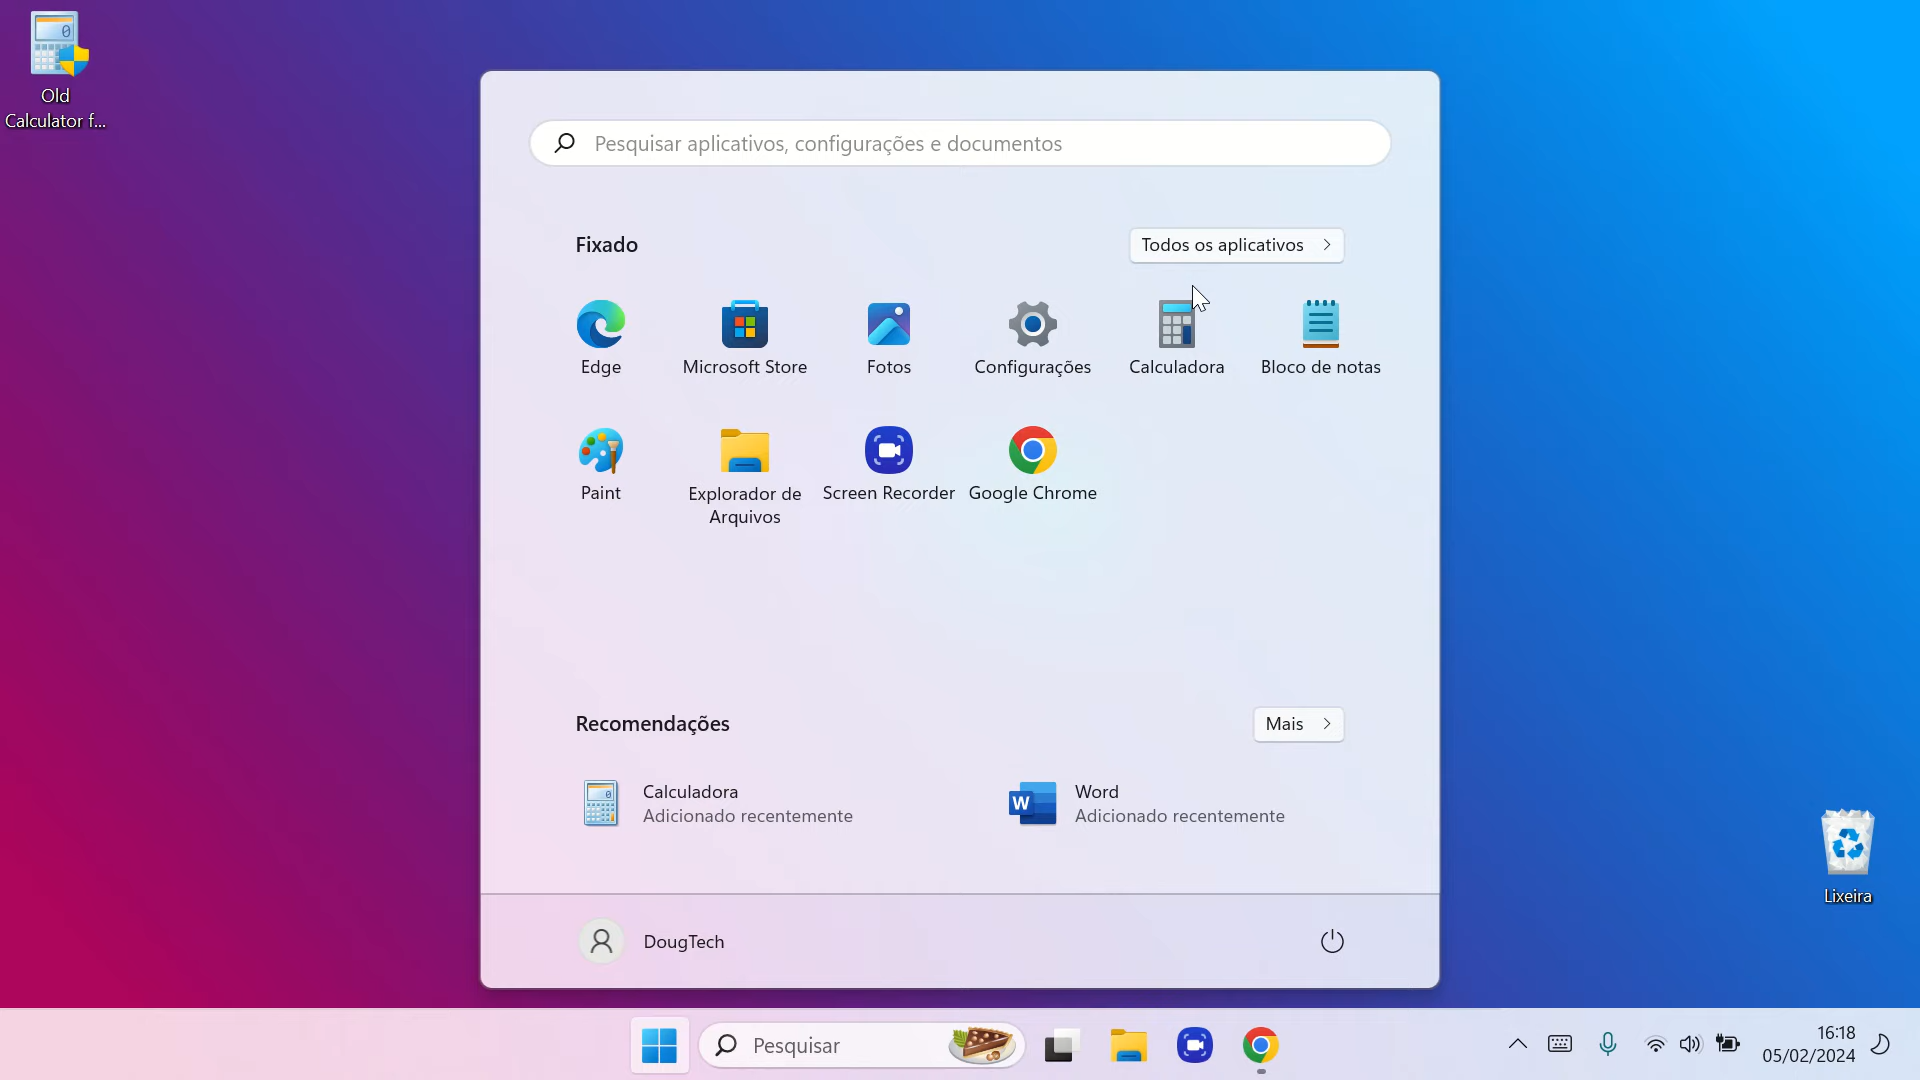 Old
Calculator f...
Pesquisar aplicativos, configurações e documentos
Fixado
Todos os aplicativos
Edge
Microsoft Store
Fotos
Configurações
Calculadora
Bloco de notas
Paint
Explorador de
Arquivos
Screen Recorder
Google Chrome
Recomendações
Mais
Calculadora
Adicionado recentemente
Word
Adicionado recentemente
Lixeira
DougTech
Pesquisar
16:18
05/02/2024